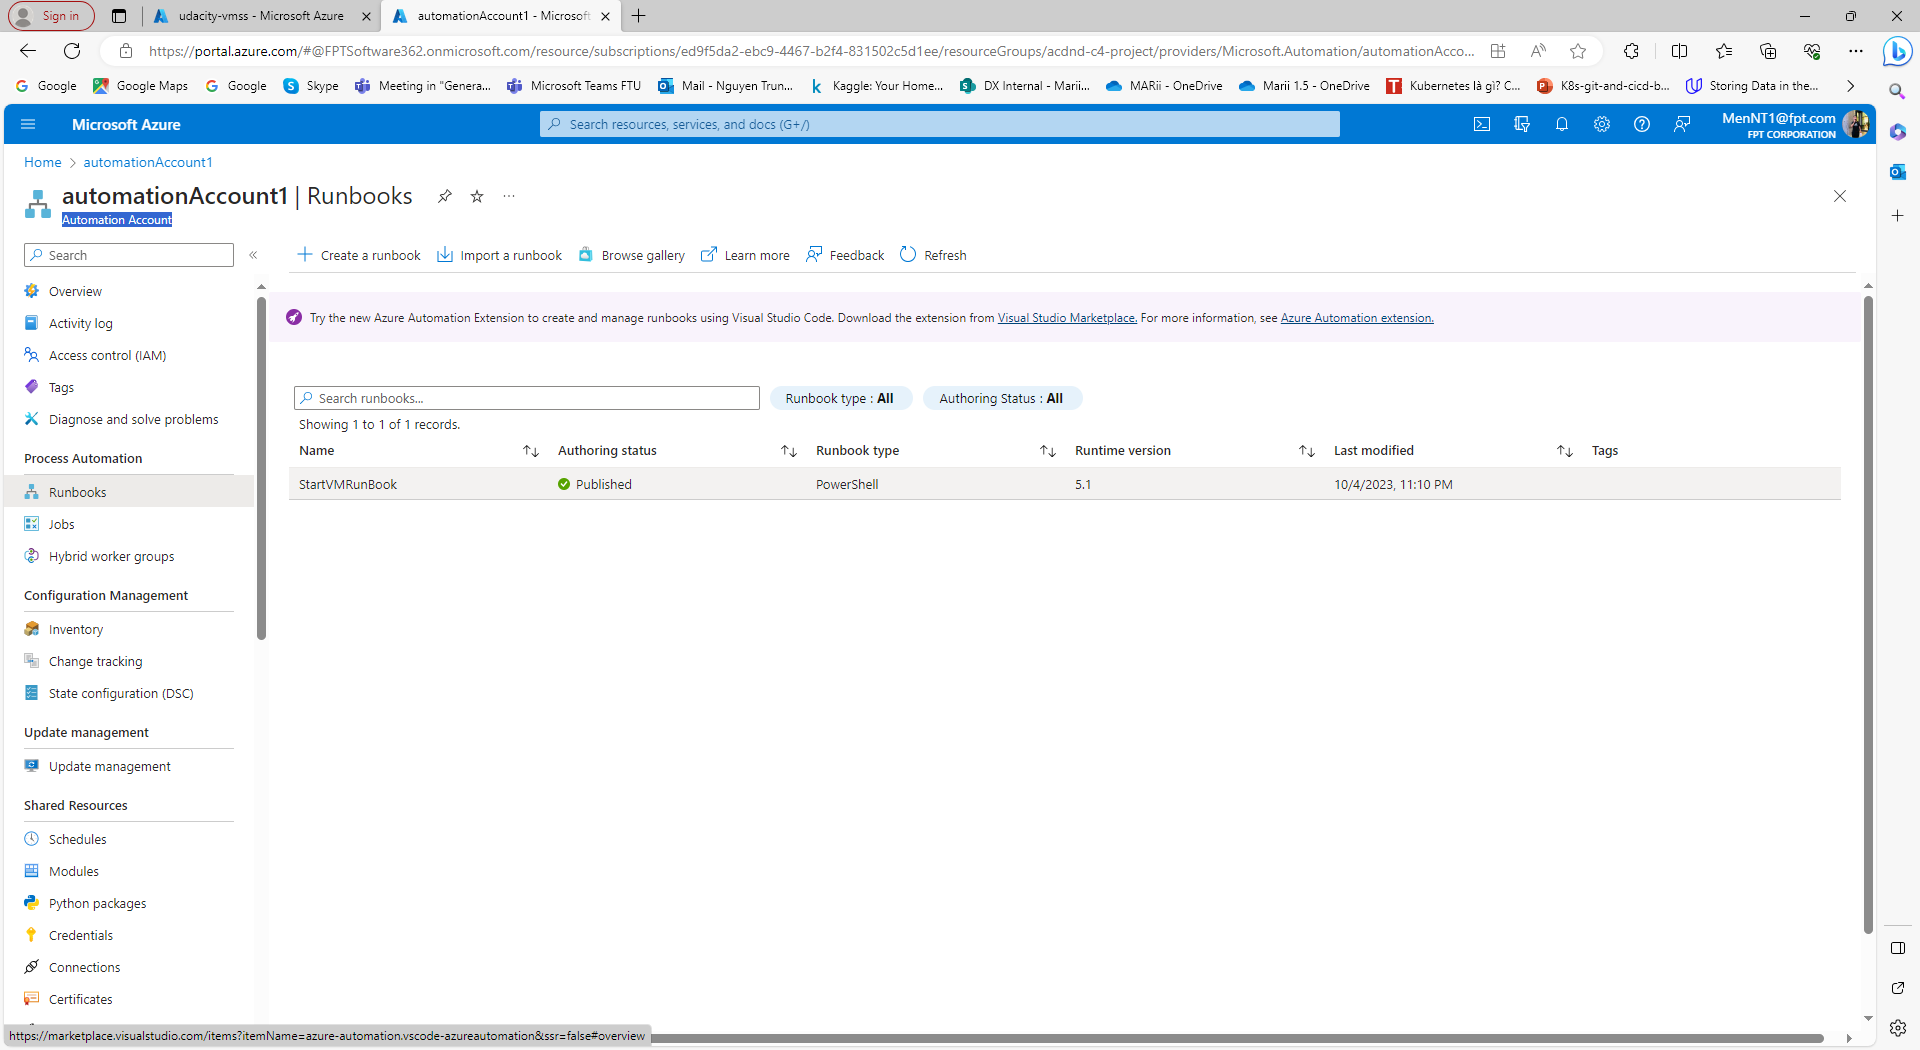 Sign in
udacity-vmss - Microsoft Azure
automationAccount1 - Microsoft
https://portal.azure.com/#@FPTSoftware362.onmicrosoft.com/resource/subscriptions/ed9f5da2-ebc9-4467-b2f4-831502c5d1ee/resourceGroups/acdnd-c4-project/providers/Microsoft.Automation/automationAcco...
Google
Google Maps
Google
Skype
Meeting in "Genera...
Microsoft Teams FTU
Mail - Nguyen Trun...
Kaggle: Your Home...
DX Internal - Marii...
MARii - OneDrive
Marii 1.5 - OneDrive
Kubernetes là gì? C...
K8s-git-and-cicd-b...
Storing Data in the...
Microsoft Azure
Search resources, services, and docs (G+/)
MenNT1@fpt.com
FPT CORPORATION
Home > automationAccount1
automationAccount1 | Runbooks
Automation Account
Search
Create a runbook
Import a runbook
Browse gallery
Learn more
Feedback
Refresh
Overview
Activity log
Access control (IAM)
Tags
Diagnose and solve problems
Process Automation
Runbooks
Jobs
Hybrid worker groups
Configuration Management
Inventory
Change tracking
State configuration (DSC)
Update management
Update management
Shared Resources
Schedules
Modules
Python packages
Credentials
Connections
Certificates
Try the new Azure Automation Extension to create and manage runbooks using Visual Studio Code. Download the extension from Visual Studio Marketplace. For more information, see Azure Automation extension.
Search runbooks...
Runbook type : All
Authoring Status : All
Showing 1 to 1 of 1 records.
Name Authoring status Runbook type Runtime version Last modified Tags
StartVMRunBook Published PowerShell 5.1 10/4/2023, 11:10 PM
https://marketplace.visualstudio.com/items?itemName=azure-automation.vscode-azureautomation&ssr=false#overview